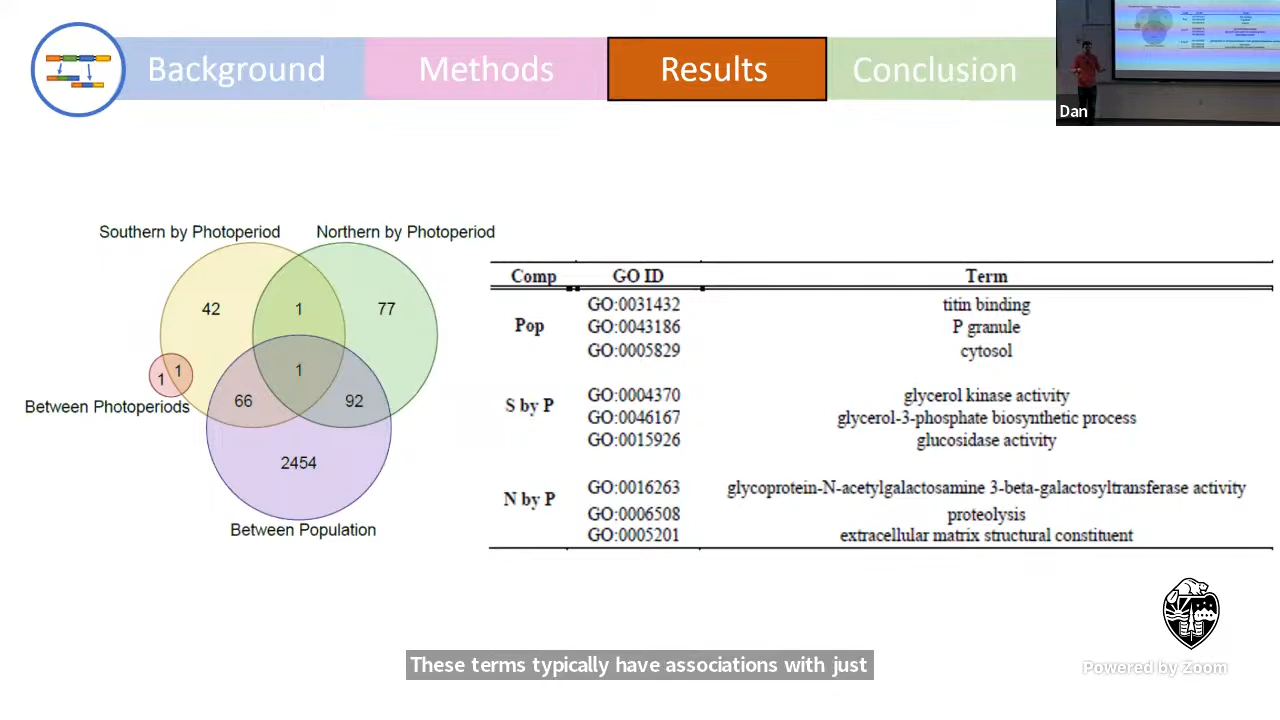 Background Methods Results Conclusion
Dan
Southern by Photoperiod Northern by Photoperiod
42 1 77
1 1 1
Between Photoperiods
66 92
2454
Between Population
Comp GO ID Term
Pop
GO:0031432 titin binding
GO:0043186 P granule
GO:0005829 cytosol
S by P
GO:0004370 glycerol kinase activity
GO:0046167 glycerol-3-phosphate biosynthetic process
GO:0015926 glucosidase activity
N by P
GO:0016263 glycoprotein-N-acetylgalactosamine 3-beta-galactosyltransferase activity
GO:0006508 proteolysis
GO:0005201 extracellular matrix structural constituent
These terms typically have associations with just
Powered by Zoom